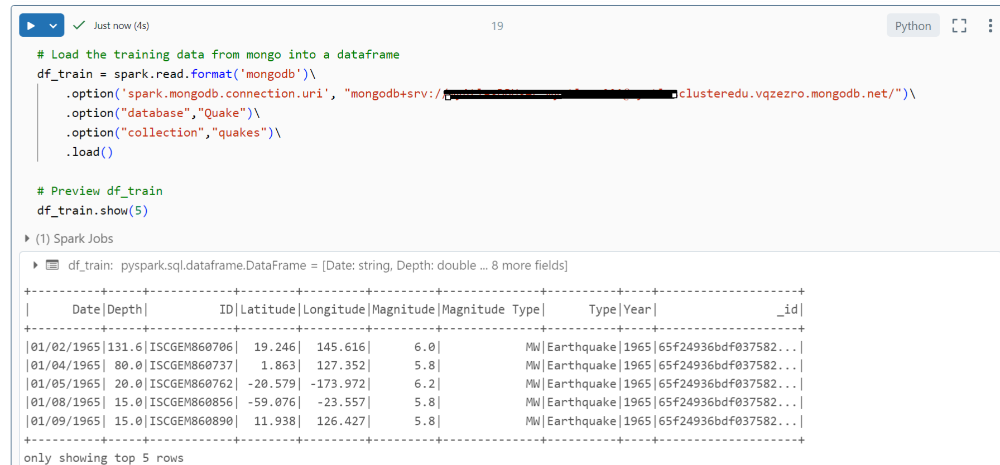 Just now (4s)
19
Python
# Load the training data from mongo into a dataframe
df_train = spark.read.format('mongodb')\
.option('spark.mongodb.connection.uri', "mongodb+srv:/ clusteredu.vqzezro.mongodb.net/")\
.option("database","Quake")\
.option("collection","quakes")\
.load()
# Preview df_train
df_train.show(5)
(1) Spark Jobs
df_train: pyspark.sql.dataframe.DataFrame = [Date: string, Depth: double ... 8 more fields]
+----------+-----+------------+--------+---------+---------+--------------+----------+----+--------------------+
|      Date|Depth|          ID|Latitude|Longitude|Magnitude|Magnitude Type|      Type|Year|                 _id|
+----------+-----+------------+--------+---------+---------+--------------+----------+----+--------------------+
|01/02/1965|131.6|ISCGEM860706|  19.246|  145.616|      6.0|            MW|Earthquake|1965|65f24936bdf037582...|
|01/04/1965| 80.0|ISCGEM860737|   1.863|  127.352|      5.8|            MW|Earthquake|1965|65f24936bdf037582...|
|01/05/1965| 20.0|ISCGEM860762| -20.579| -173.972|      6.2|            MW|Earthquake|1965|65f24936bdf037582...|
|01/08/1965| 15.0|ISCGEM860856| -59.076|  -23.557|      5.8|            MW|Earthquake|1965|65f24936bdf037582...|
|01/09/1965| 15.0|ISCGEM860890|  11.938|  126.427|      5.8|            MW|Earthquake|1965|65f24936bdf037582...|
+----------+-----+------------+--------+---------+---------+--------------+----------+----+--------------------+
only showing top 5 rows